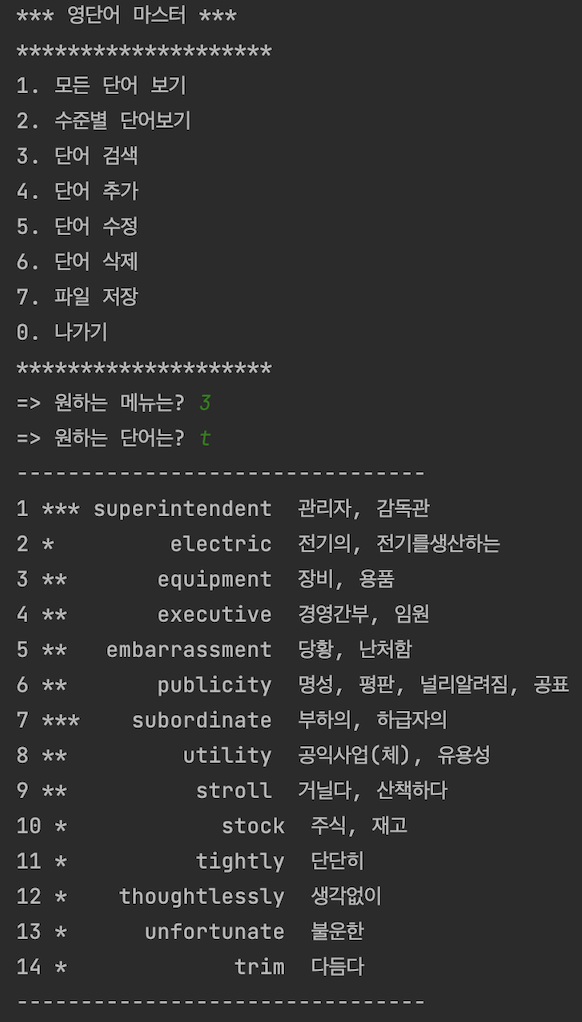 *** 영단어 마스터 ***
********************
1. 모든 단어 보기
2. 수준별 단어보기
3. 단어 검색
4. 단어 추가
5. 단어 수정
6. 단어 삭제
7. 파일 저장
0. 나가기
********************
=> 원하는 메뉴는? 3
=> 원하는 단어는? t
--------------------------------
1 *** superintendent  관리자, 감독관
2 *         electric  전기의, 전기를생산하는
3 **       equipment  장비, 용품
4 **       executive  경영간부, 임원
5 **   embarrassment  당황, 난처함
6 **       publicity  명성, 평판, 널리알려짐, 공표
7 ***    subordinate  부하의, 하급자의
8 **         utility  공익사업(체), 유용성
9 **          stroll  거닐다, 산책하다
10 *            stock  주식, 재고
11 *          tightly  단단히
12 *    thoughtlessly  생각없이
13 *      unfortunate  불운한
14 *             trim  다듬다
--------------------------------